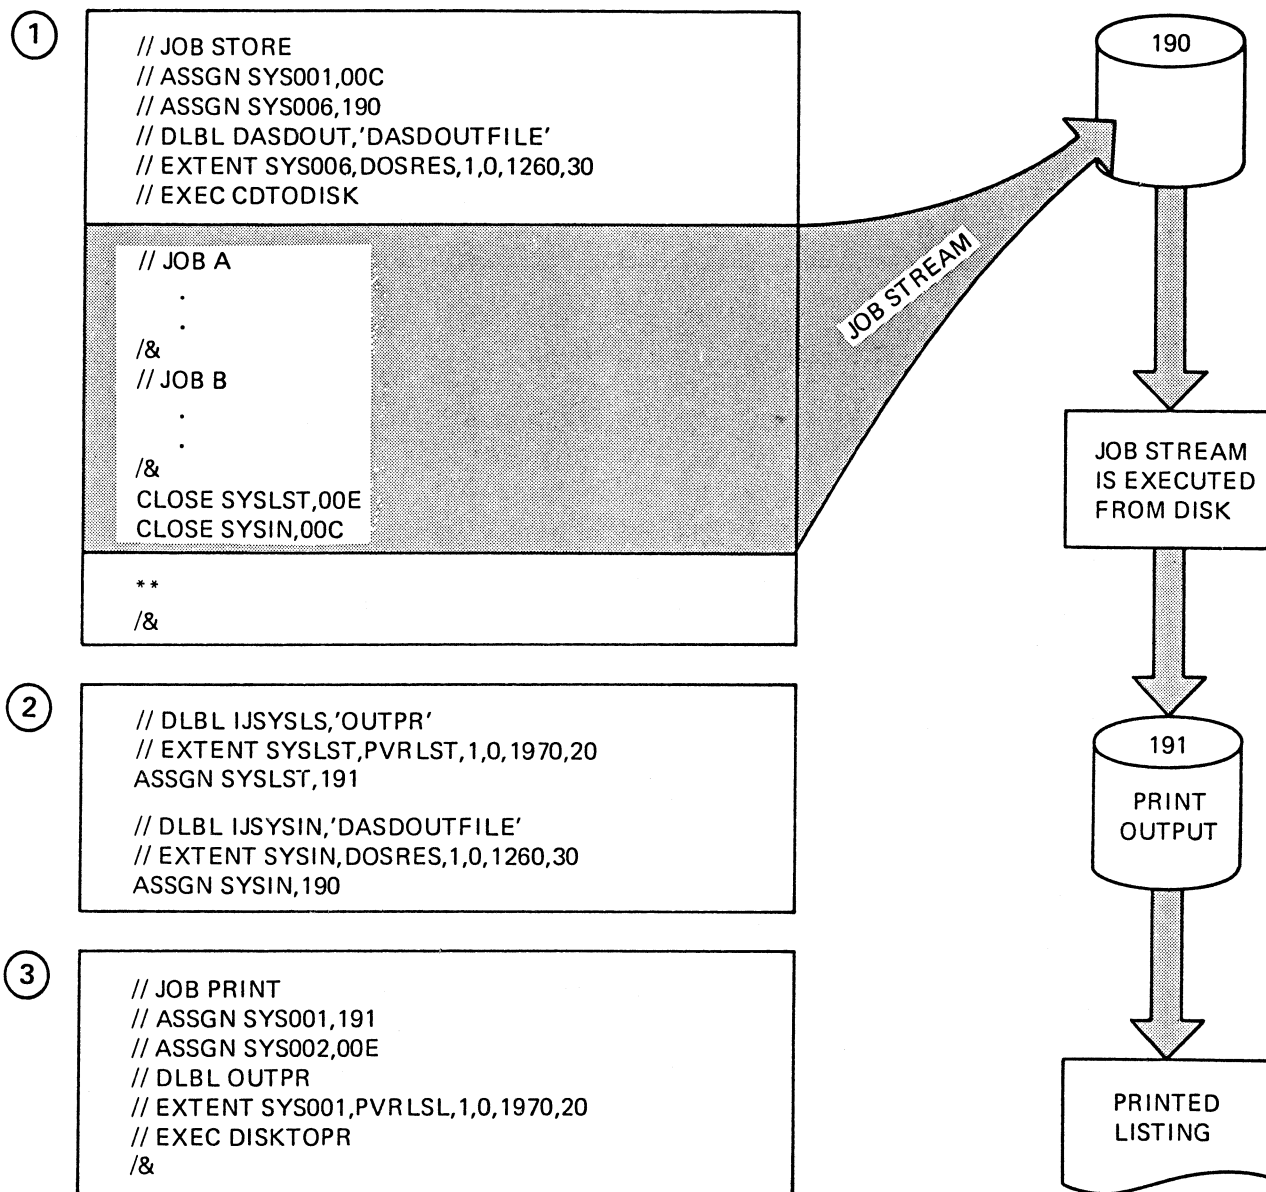 1
// JOB STORE
// ASSGN SYS001,00C
// ASSGN SYS006,190
// DLBL DASDOUT,'DASDOUTFILE'
// EXTENT SYS006,DOSRES,1,0,1260,30
// EXEC CDTODISK
// JOB A
.
.
/&
// JOB B
.
.
/&
CLOSE SYSLST,00E
CLOSE SYSIN,00C
**
/&
JOB STREAM
190
JOB STREAM
IS EXECUTED
FROM DISK
2
// DLBL IJSYSLS,'OUTPR'
// EXTENT SYSLST,PVRLST,1,0,1970,20
ASSGN SYSLST,191
// DLBL IJSYSIN,'DASDOUTFILE'
// EXTENT SYSIN,DOSRES,1,0,1260,30
ASSGN SYSIN,190
191
PRINT
OUTPUT
3
// JOB PRINT
// ASSGN SYS001,191
// ASSGN SYS002,00E
// DLBL OUTPR
// EXTENT SYS001,PVRLSL,1,0,1970,20
// EXEC DISKTOPR
/&
PRINTED
LISTING